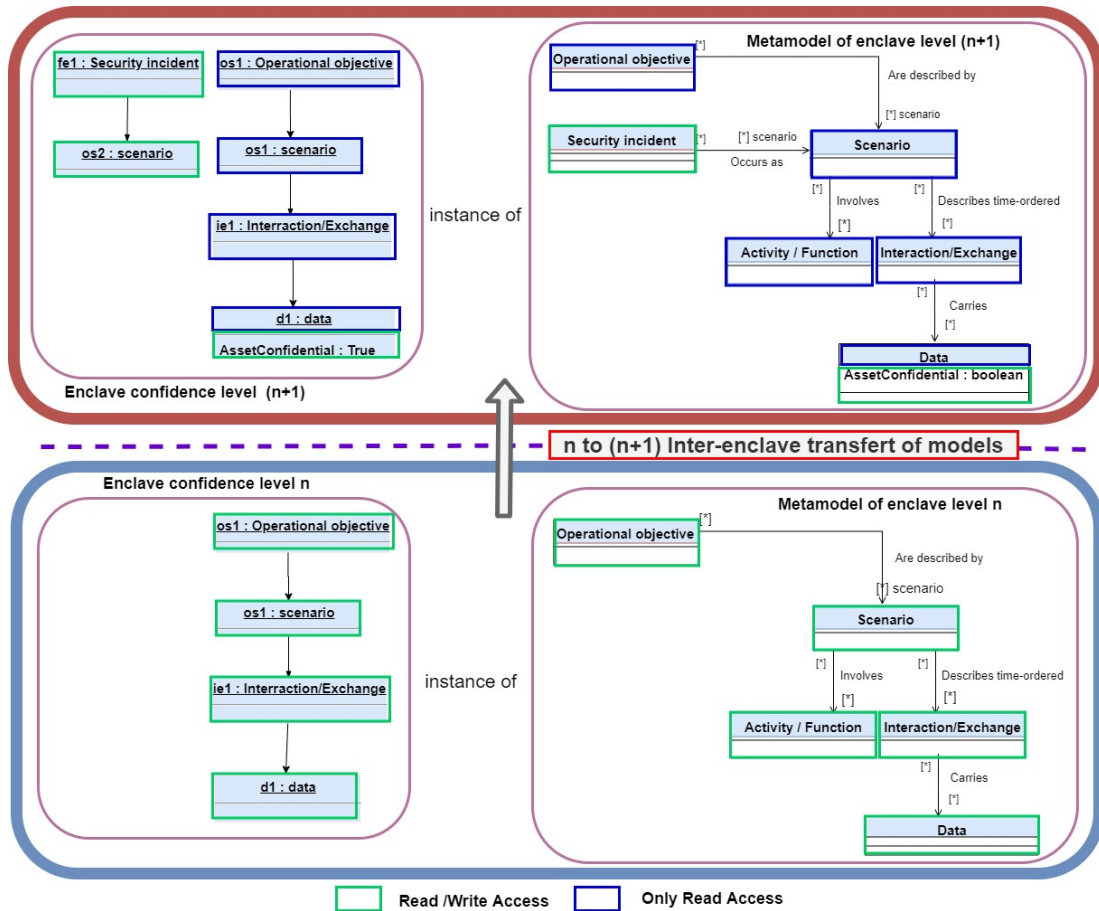 Metamodel of enclave level (n+1)
fe1 : Security incident
os1 : Operational objective
os2 : scenario
os1 : scenario
ie1 : Interraction/Exchange
d1 : data
AssetConfidential : True
Enclave confidence level (n+1)
instance of
Operational objective
[*]
Are described by
[*] scenario
Security incident
[*]
[*] scenario
Occurs as
Scenario
[*]
[*]
Involves
Describes time-ordered
[*]
[*]
Activity / Function
Interaction/Exchange
[*]
Carries
[*]
Data
AssetConfidential : boolean
n to (n+1) Inter-enclave transfert of models
Enclave confidence level n
os1 : Operational objective
os1 : scenario
ie1 : Interraction/Exchange
d1 : data
instance of
Metamodel of enclave level n
[*]
Operational objective
Are described by
[*] scenario
Scenario
[*]
[*]
Involves
Describes time-ordered
[*]
[*]
Activity / Function
Interaction/Exchange
[*]
Carries
[*]
Data
Read /Write Access
Only Read Access